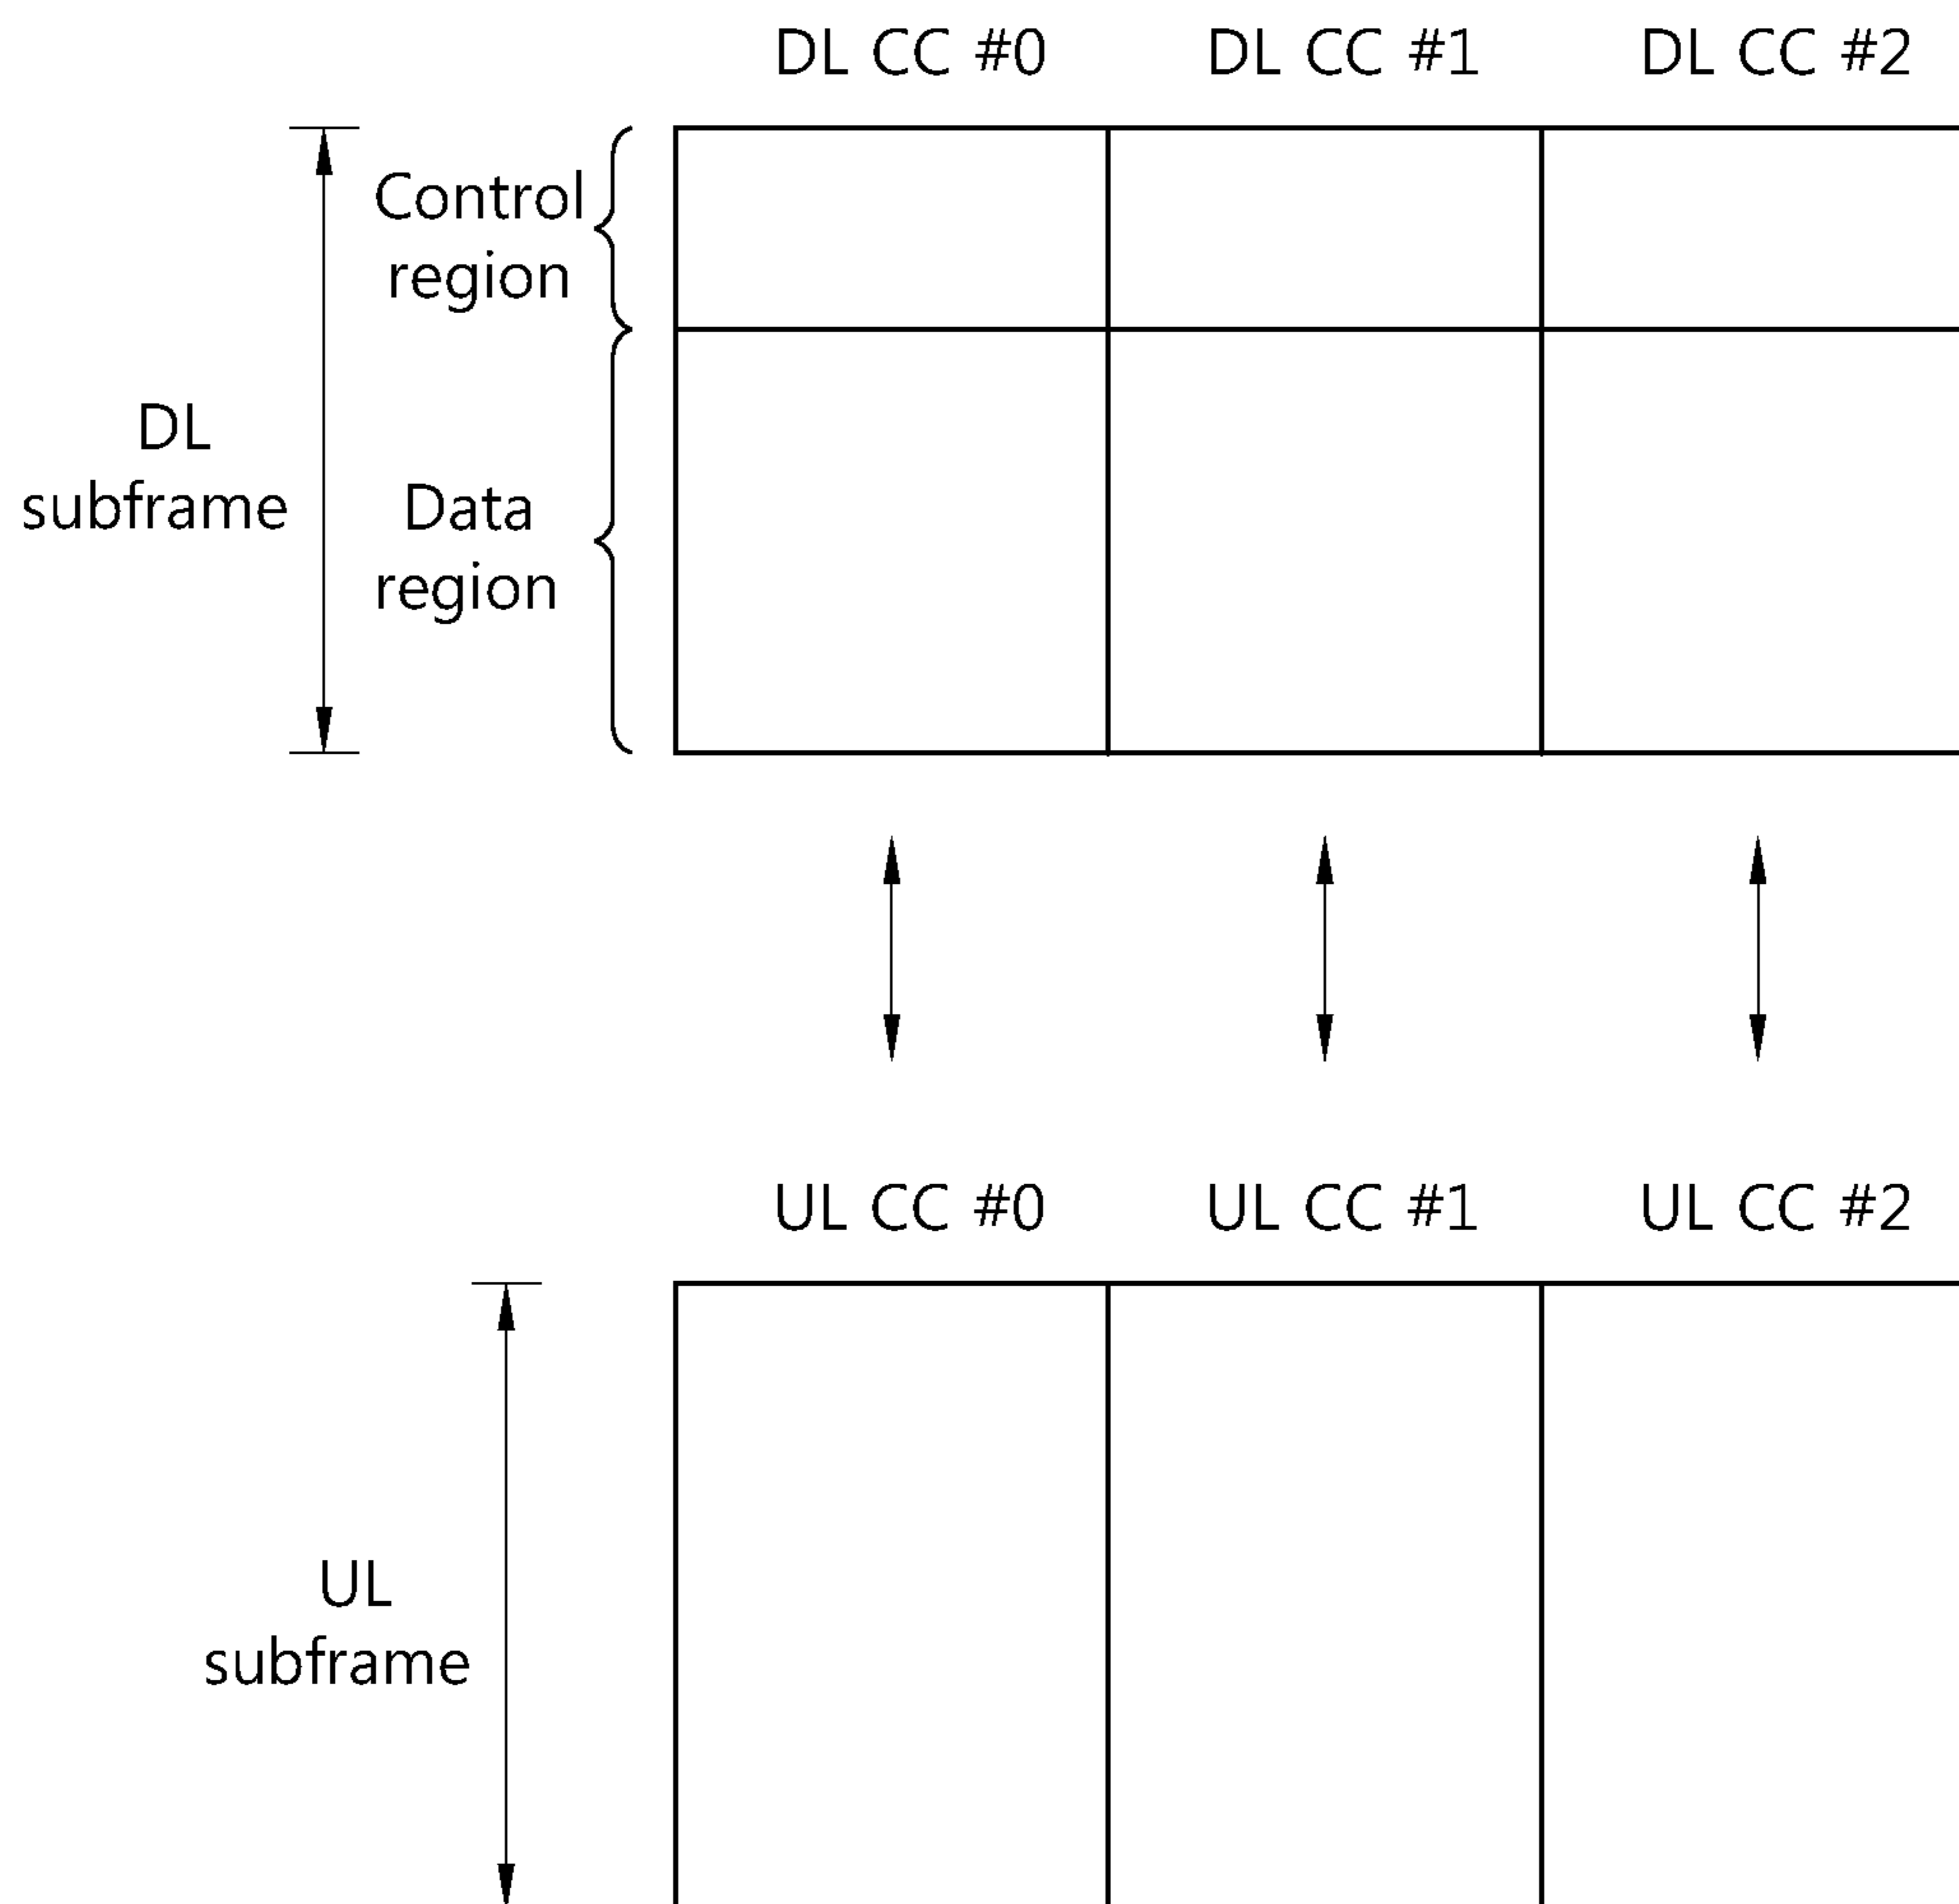 DL CC #0 DL CC #1 DL CC #2
Control
region
DL
subframe
Data
region
UL CC #0 UL CC #1 UL CC #2
UL
subframe